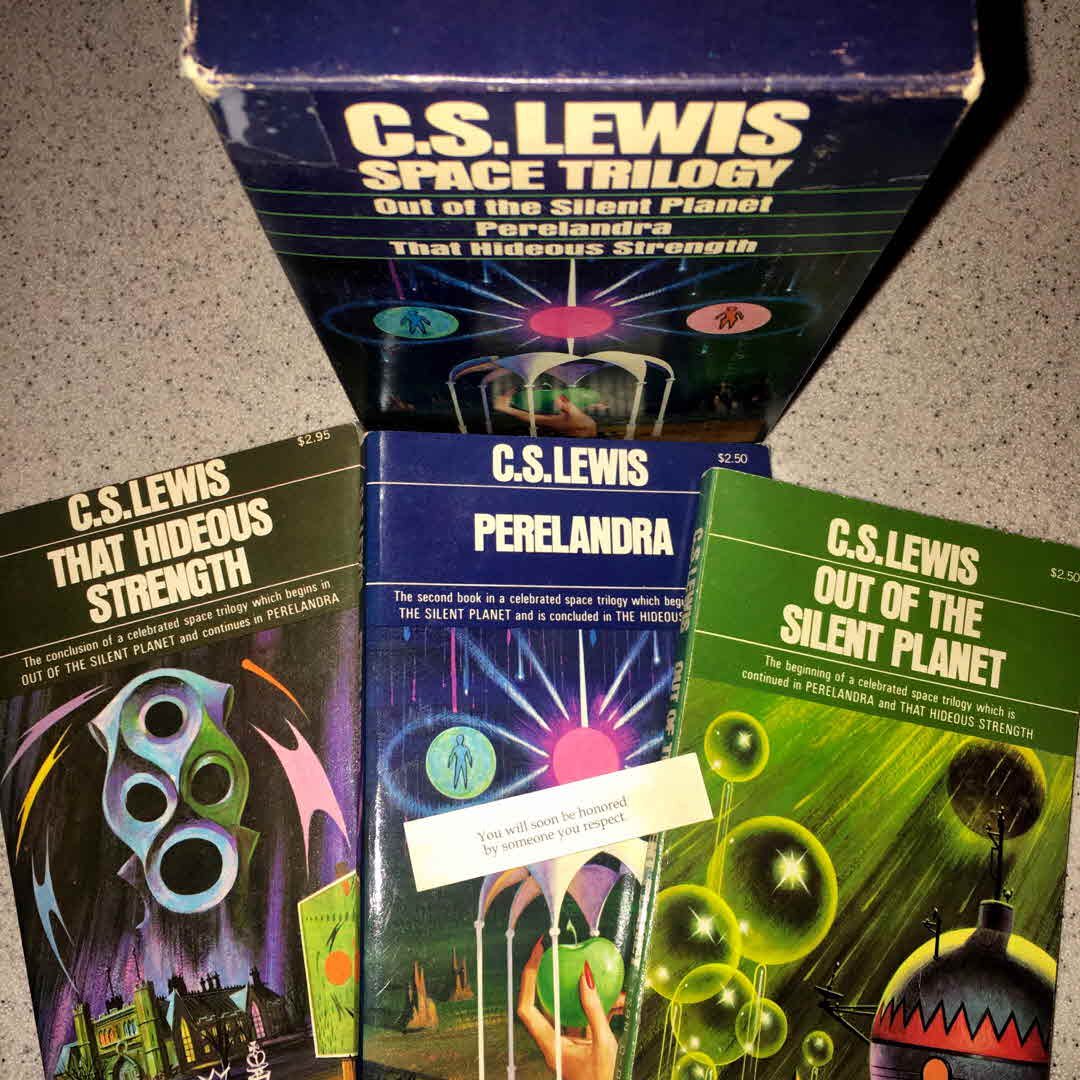 C.S. LEWIS
SPACE TRILOGY
Out of the Silent Planet
Perelandra
That Hideous Strength
$2.95
C.S. LEWIS
THAT HIDEOUS
STRENGTH
The conclusion of a celebrated space trilogy which begins in
OUT OF THE SILENT PLANET and continues in PERELANDRA
$2.50
C.S. LEWIS
PERELANDRA
The second book in a celebrated space trilogy which
THE SILENT PLANET and is concluded in THE HIDEOUS
You will soon be honored
by someone you respect.
C.S. LEWIS OUT OF
$2.50
C.S. LEWIS
OUT OF THE
SILENT PLANET
The beginning of a celebrated space trilogy which is
continued in PERELANDRA and THAT HIDEOUS STRENGTH